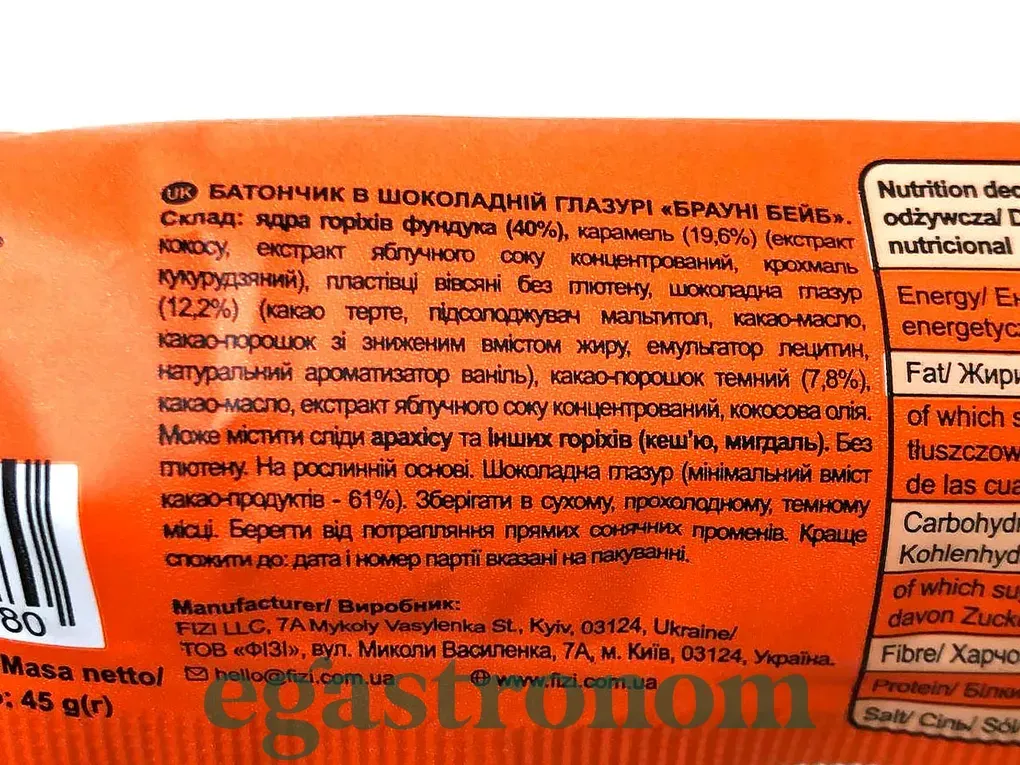 UK БАТОНЧИК В ШОКОЛАДНІЙ ГЛАЗУРІ «БРАУНІ БЕЙБ».
Склад: ядра горіхів фундука (40%), карамель (19,6%) (екстракт
кокосу, екстракт яблучного соку концентрований, крохмаль
кукурудзяний), пластівці вівсяні без глютену, шоколадна глазур
(12,2%) (какао терте, підсолоджувач мальтитол, какао-масло,
какао-порошок зі зниженим вмістом жиру, емульгатор лецитин,
натуральний ароматизатор ваніль), какао-порошок темний (7,8%),
какао-масло, екстракт яблучного соку концентрований, кокосова олія.
Може містити сліди арахісу та інших горіхів (кеш'ю, мигдаль). Без
глютену. На рослинній основі. Шоколадна глазур (мінімальний вміст
какао-продуктів - 61%). Зберігати в сухому, прохолодному, темному
місці. Берегти від потрапляння прямих сонячних променів. Краще
спожити до: дата і номер партії вказані на пакуванні.
Manufacturer/ Виробник:
FIZI LLC, 7A Mykoly Vasylenka St., Kyiv, 03124, Ukraine/
ТОВ «ФІЗІ», вул. Миколи Василенка, 7А, м. Київ, 03124, Україна.
hello@fizi.com.ua www.fizi.com.ua
80
Masa netto/
: 45 g(г)
Nutrition dec
odżywcza/ D
nutricional
Energy/ Ен
energetycz
Fat/ Жири
of which s
tłuszczow
de las cua
Carbohydr
Kohlenhyd
of which su
davon Zuck
Fibre/ Харчо
Protein/ Білки
Salt/ Сіль/ Sól
egastronom